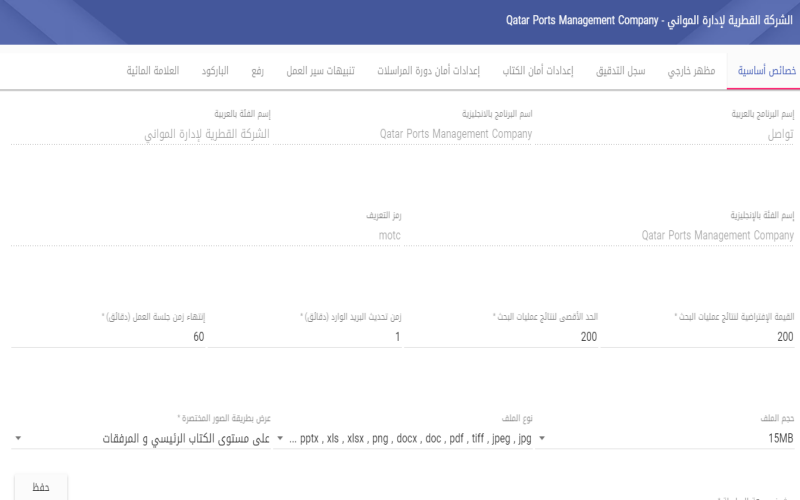 الشركة القطرية لإدارة المواني - Qatar Ports Management Company
خصائص أساسية مظهر خارجي سجل التدقيق إعدادات أمان الكتاب إعدادات أمان دورة المراسلات تنبيهات سير العمل رفع الباركود العلامة المائية
إسم البرنامج بالعربية اسم البرنامج بالانجليزية إسم الفئة بالعربية
تواصل Qatar Ports Management Company الشركة القطرية لإدارة المواني
إسم الفئة بالإنجليزية رمز التعريف
Qatar Ports Management Company motc
القيمة الإفتراضية لنتائج عمليات البحث * الحد الأقصى لنتائج عمليات البحث * زمن تحديث البريد الوارد (دقائق) * إنتهاء زمن جلسة العمل (دقائق) *
200 200 1 60
حجم الملف نوع الملف عرض بطريقة الصور المختصرة *
15MB pptx , xls , xlsx , png , docx , doc , pdf , tiff , jpeg , jpg ... على مستوى الكتاب الرئيسي و المرفقات
حفظ